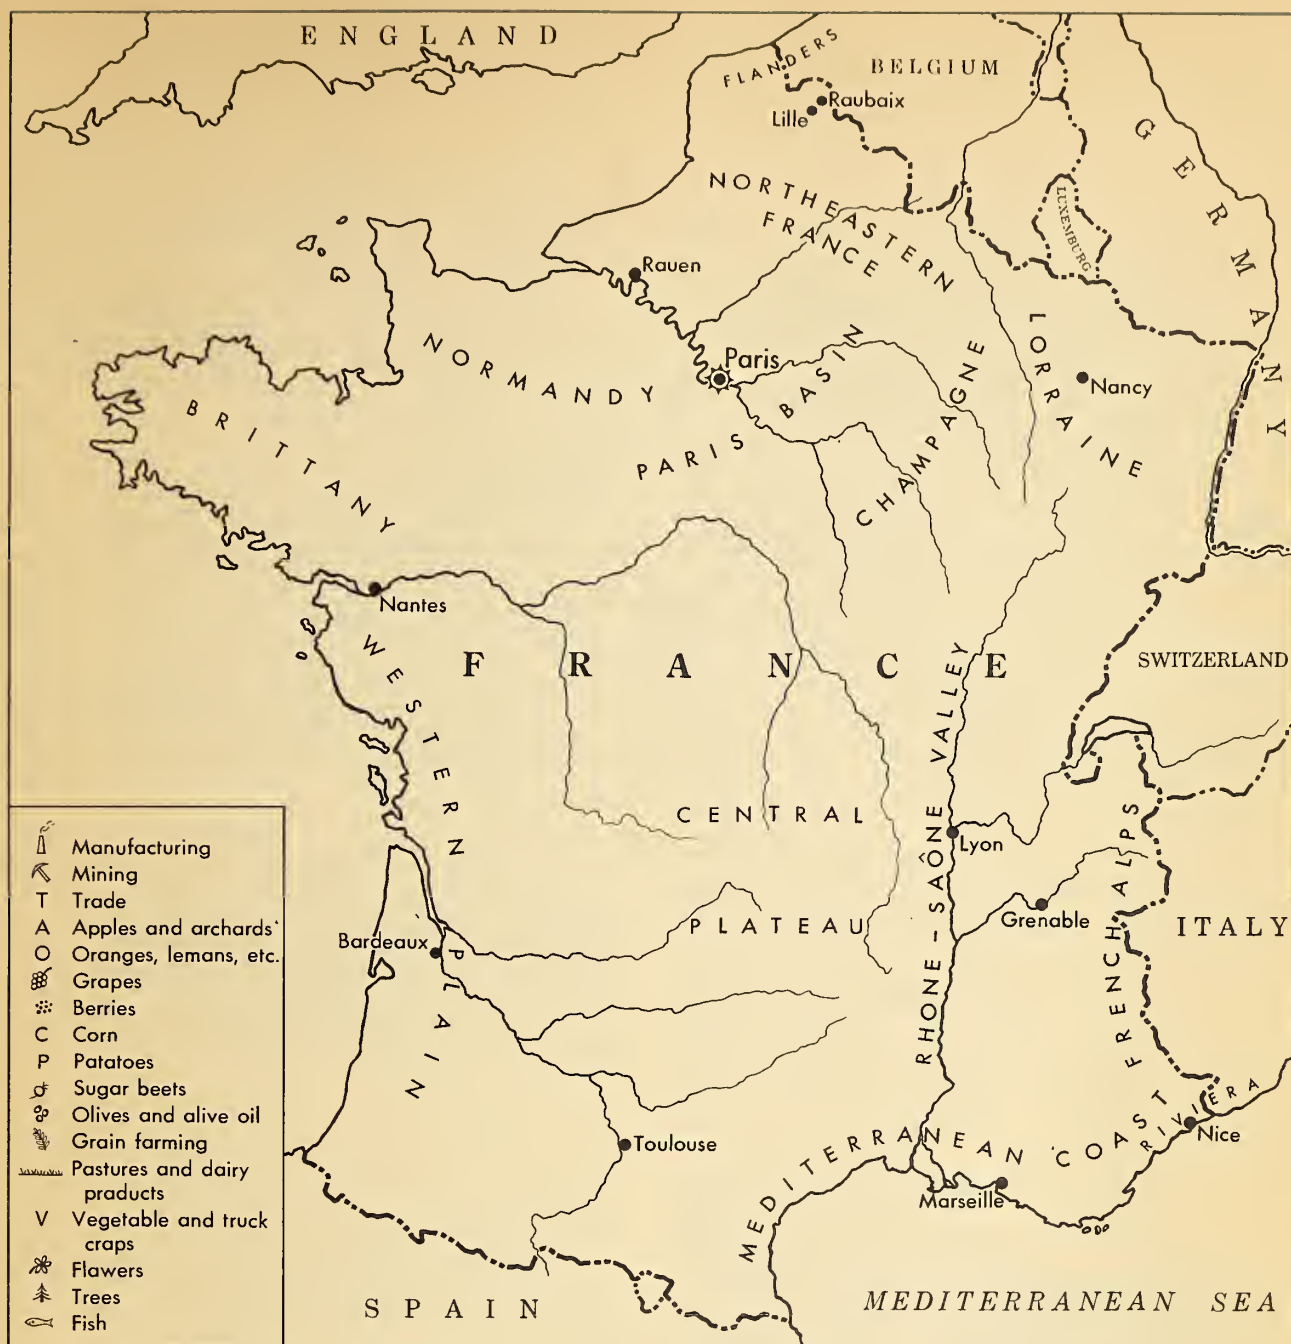 ENGLAND
FLANDERS
BELGIUM
Raubaix
Lille
GERMANY
LUXEMBURG
NORTHEASTERN
FRANCE
Rauen
NORMANDY
Paris
PARIS BASIN
CHAMPAGNE
LORRAINE
Nancy
BRITTANY
Nantes
WESTERN PLAIN
FRANCE
SWITZERLAND
CENTRAL
PLATEAU
RHONE-SAÔNE VALLEY
Lyon
Grenable
FRENCH ALPS
ITALY
Bardeaux
Toulouse
MEDITERRANEAN COAST
RIVIERA
Nice
Marseille
SPAIN
MEDITERRANEAN SEA
Manufacturing
Mining
T Trade
A Apples and archards
O Oranges, lemans, etc.
Grapes
Berries
C Corn
P Patatoes
Sugar beets
Olives and alive oil
Grain farming
Pastures and dairy
products
V Vegetable and truck
craps
Flawers
Trees
Fish